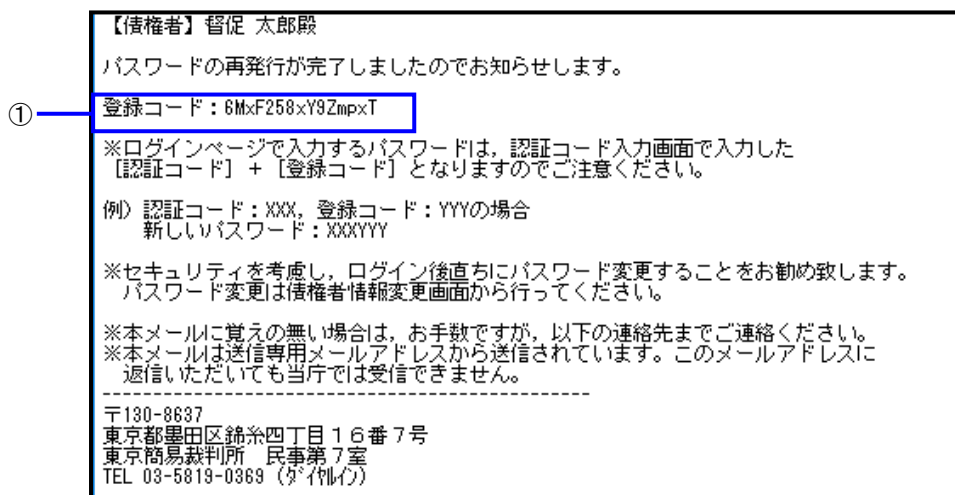 【債権者】督促 太郎殿
パスワードの再発行が完了しましたのでお知らせします。
①
登録コード：6MxF258xY9ZmpxT
※ログインページで入力するパスワードは，認証コード入力画面で入力した
［認証コード］ + ［登録コード］となりますのでご注意ください。
例）認証コード：XXX，登録コード：YYYの場合
新しいパスワード：XXXYYY
※セキュリティを考慮し，ログイン後直ちにパスワード変更することをお勧め致します。
パスワード変更は債権者情報変更画面から行ってください。
※本メールに覚えの無い場合は，お手数ですが，以下の連絡先までご連絡ください。
※本メールは送信専用メールアドレスから送信されています。このメールアドレスに
返信いただいても当庁では受信できません。
------------------------------------------------
〒130-8637
東京都墨田区錦糸四丁目１６番７号
東京簡易裁判所　民事第７室
TEL 03-5819-0369（ﾀﾞｲﾔﾙｲﾝ）